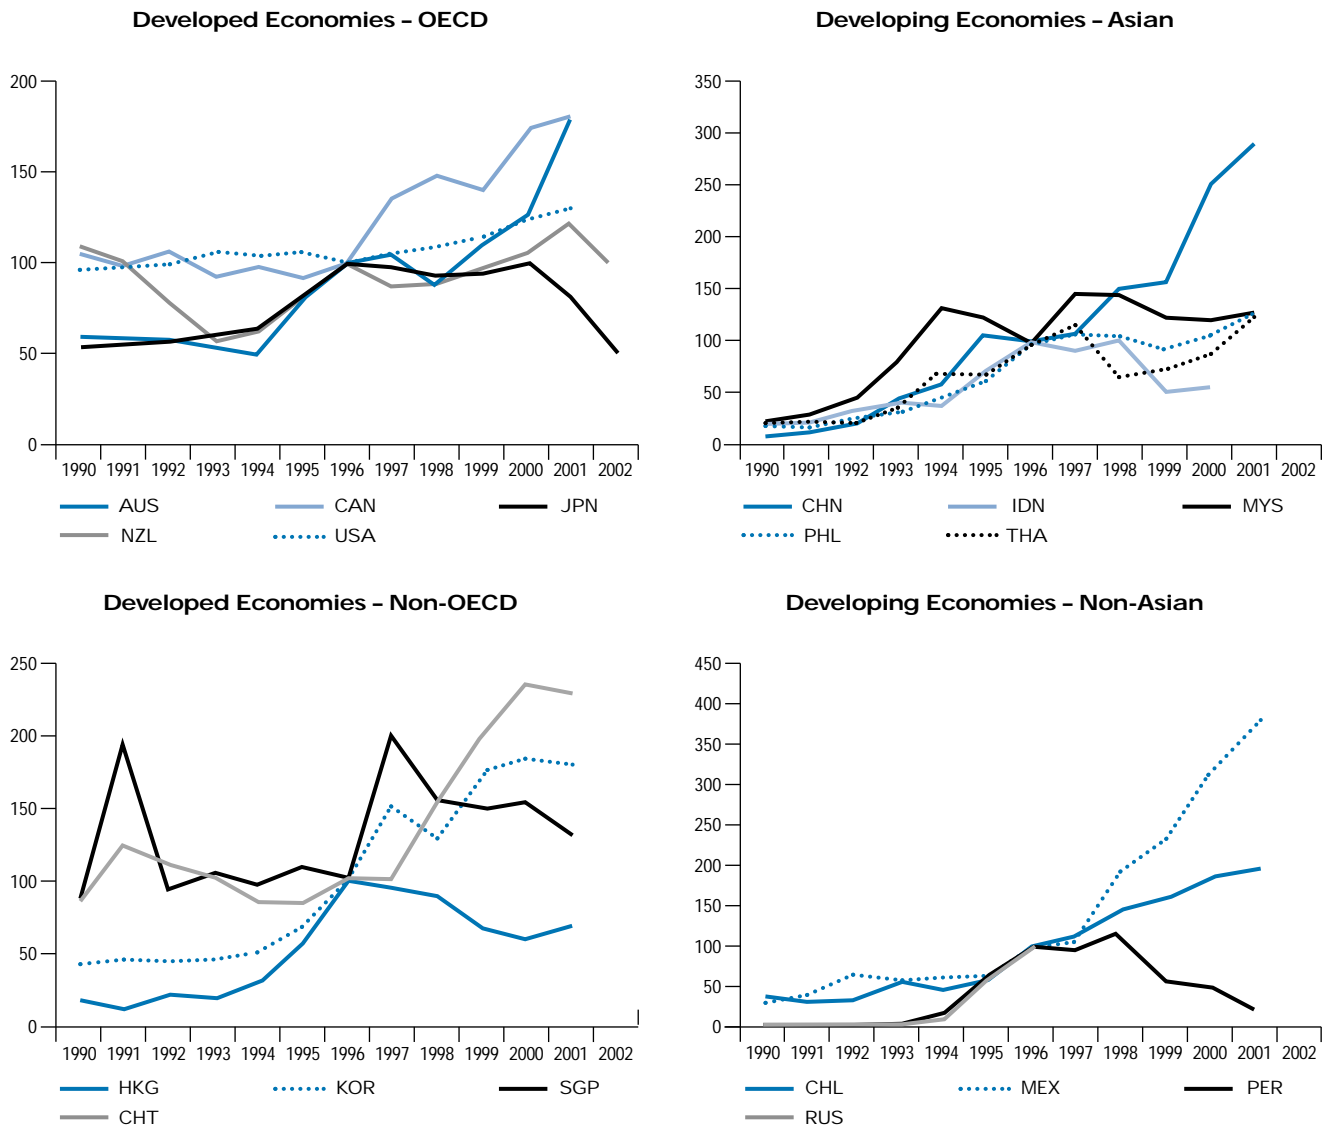 Developed Economies – OECD
200
150
100
50
0
1990 1991 1992 1993 1994 1995 1996 1997 1998 1999 2000 2001 2002
AUS CAN JPN
NZL USA
Developing Economies – Asian
350
300
250
200
150
100
50
0
1990 1991 1992 1993 1994 1995 1996 1997 1998 1999 2000 2001 2002
CHN IDN MYS
PHL THA
Developed Economies – Non-OECD
250
200
150
100
50
0
1990 1991 1992 1993 1994 1995 1996 1997 1998 1999 2000 2001 2002
HKG KOR SGP
CHT
Developing Economies – Non-Asian
450
400
350
300
250
200
150
100
50
0
1990 1991 1992 1993 1994 1995 1996 1997 1998 1999 2000 2001 2002
CHL MEX PER
RUS